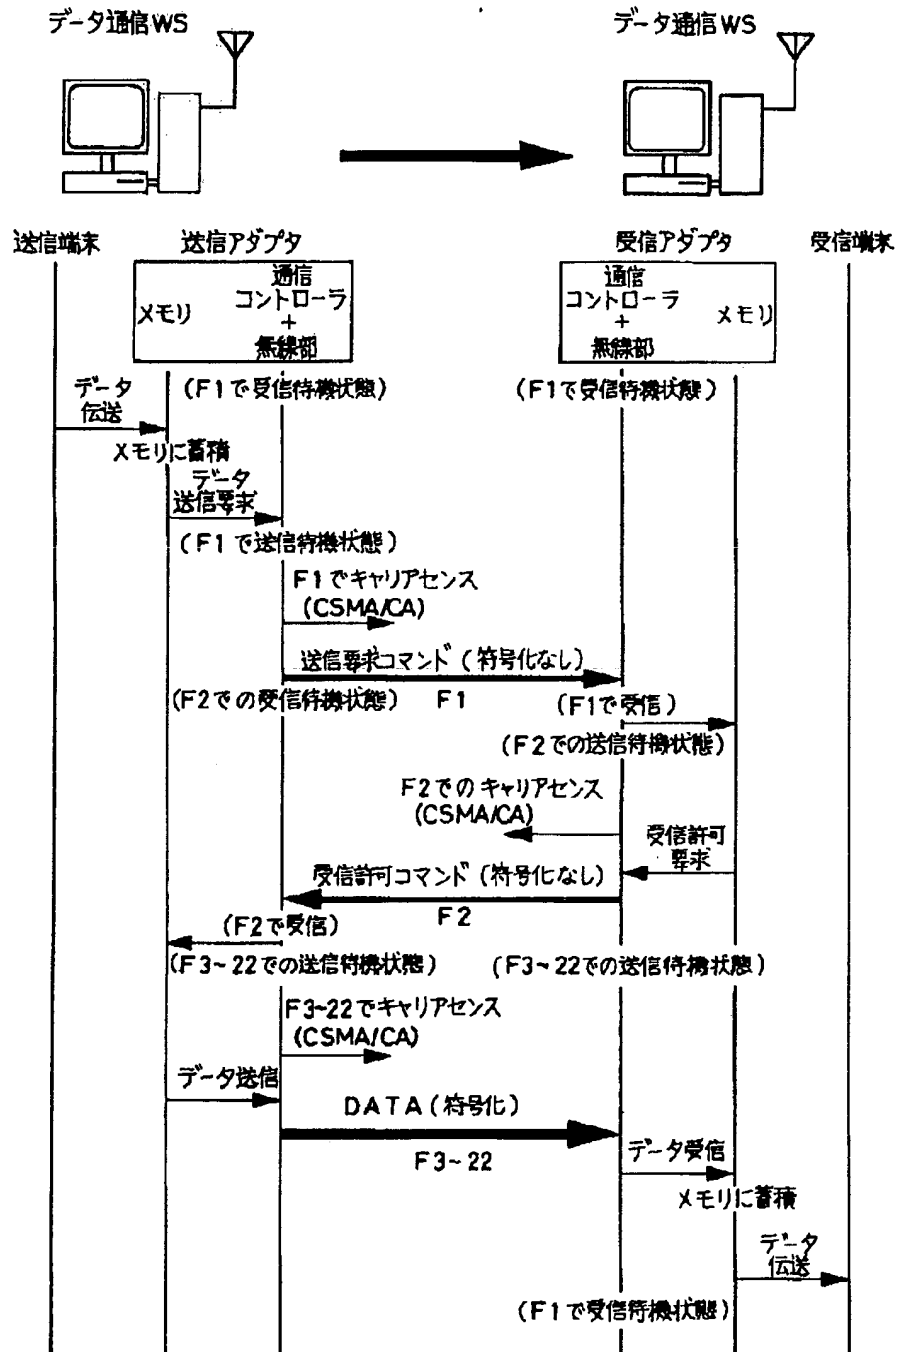 データ通信WS
データ通信WS
送信端末
送信アダプタ
受信アダプタ
受信端末
メモリ
通信
コントローラ
+
無線部
通信
コントローラ
+
無線部
メモリ
データ
伝送
(F1で受信待機状態)
(F1で受信待機状態)
メモリに蓄積
データ
送信要求
(F1で送信待機状態)
F1でキャリアセンス
(CSMA/CA)
送信要求コマンド(符号化なし)
(F2での受信待機状態)
F1
(F1で受信)
(F2での送信待機状態)
F2でのキャリアセンス
(CSMA/CA)
受信許可
要求
受信許可コマンド(符号化なし)
F2
(F2で受信)
(F3~22での送信待機状態)
(F3~22での送信待機状態)
F3~22でキャリアセンス
(CSMA/CA)
データ送信
DATA(符号化)
F3~22
データ受信
メモリに蓄積
データ
伝送
(F1で受信待機状態)